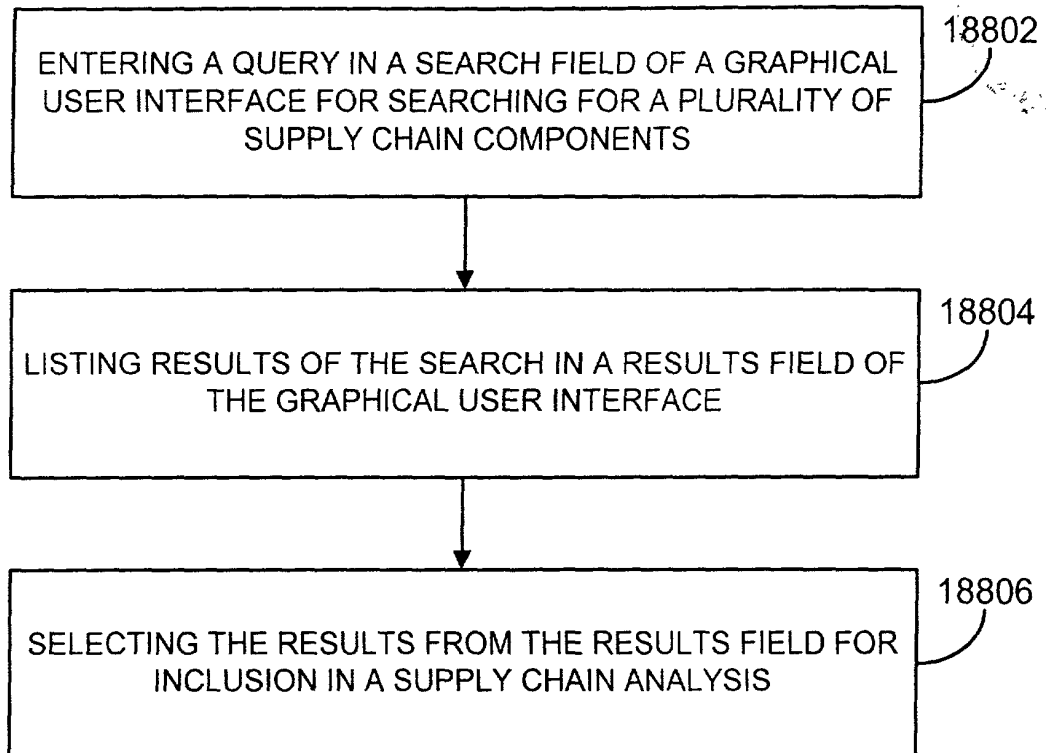 18802
ENTERING A QUERY IN A SEARCH FIELD OF A GRAPHICAL
USER INTERFACE FOR SEARCHING FOR A PLURALITY OF
SUPPLY CHAIN COMPONENTS
18804
LISTING RESULTS OF THE SEARCH IN A RESULTS FIELD OF
THE GRAPHICAL USER INTERFACE
18806
SELECTING THE RESULTS FROM THE RESULTS FIELD FOR
INCLUSION IN A SUPPLY CHAIN ANALYSIS